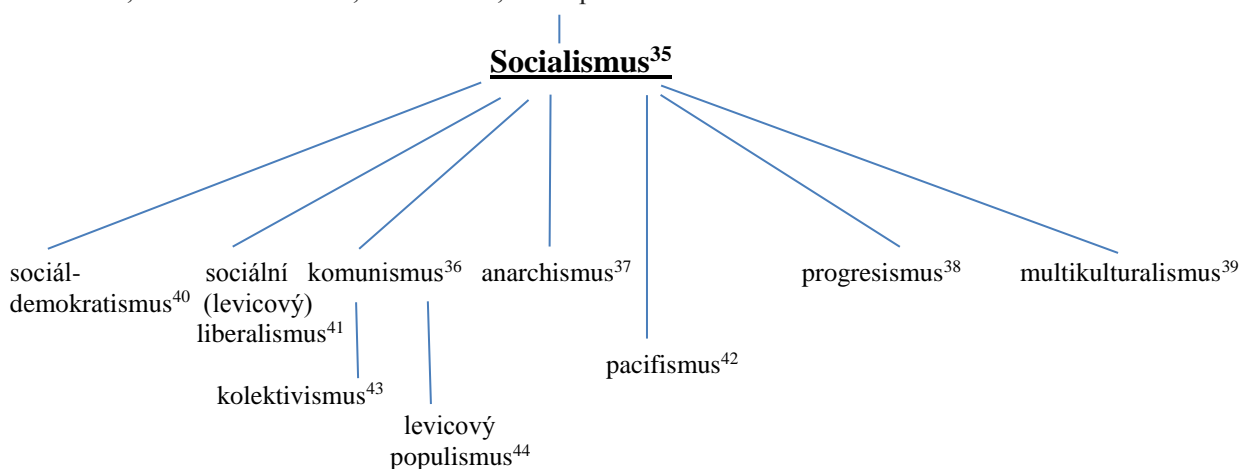 Socialismus³⁵
sociál- sociální komunismus³⁶ anarchismus³⁷ progresismus³⁸ multikulturalismus³⁹
demokratismus⁴⁰ (levicový)
liberalismus⁴¹
pacifismus⁴²
kolektivismus⁴³
levicový
populismus⁴⁴